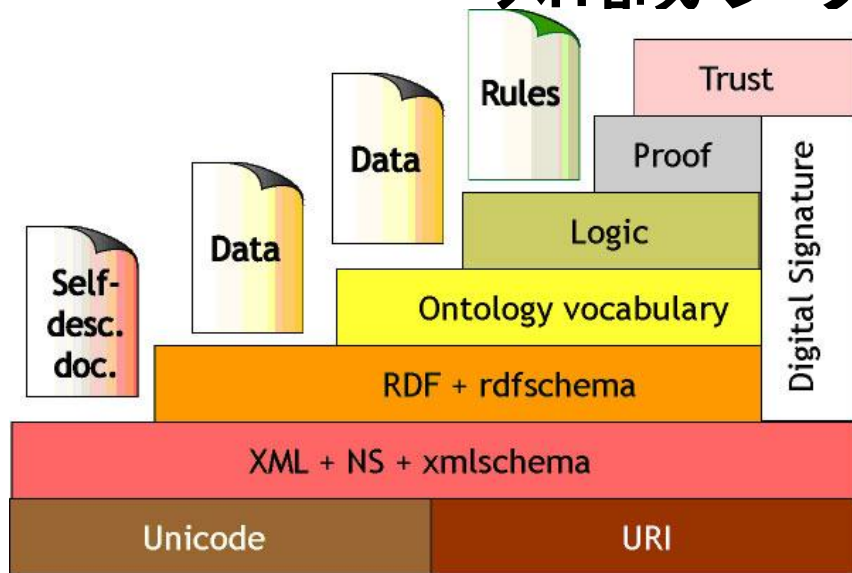 Rules
Trust
Data
Proof
Data
Logic
Self-
desc.
doc.
Ontology vocabulary
Digital Signature
RDF + rdfschema
XML + NS + xmlschema
Unicode
URI